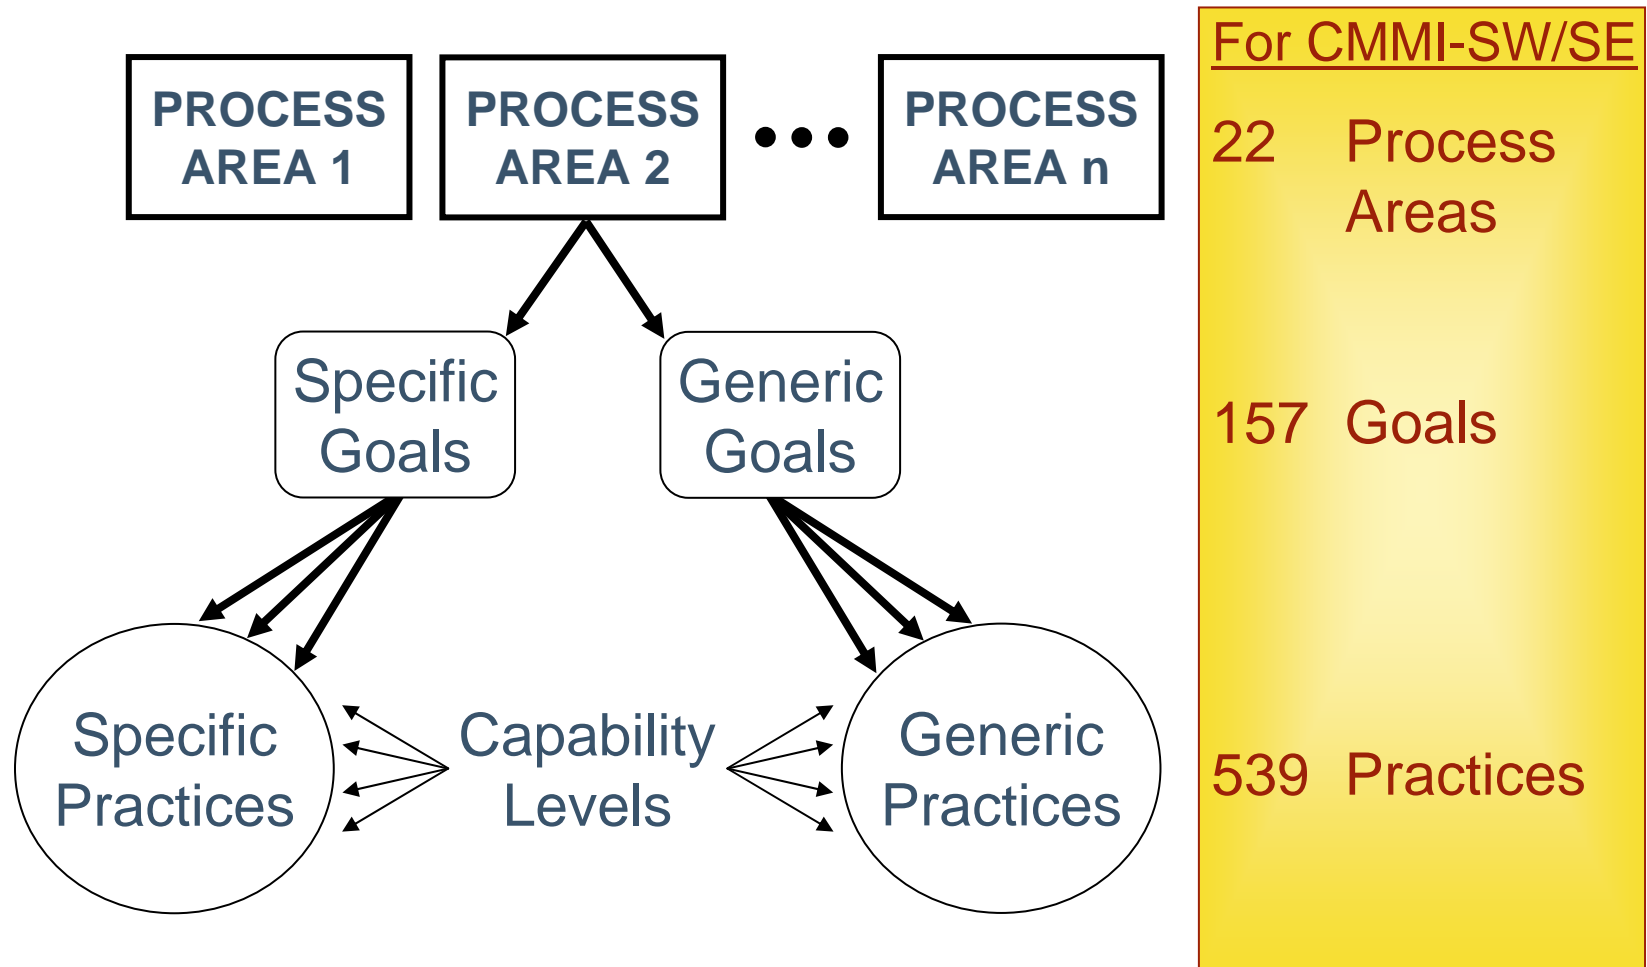 PROCESS
AREA 1
PROCESS
AREA 2
PROCESS
AREA n
Specific
Goals
Generic
Goals
Specific
Practices
Capability
Levels
Generic
Practices
For CMMI-SW/SE
22 Process
Areas
157 Goals
539 Practices